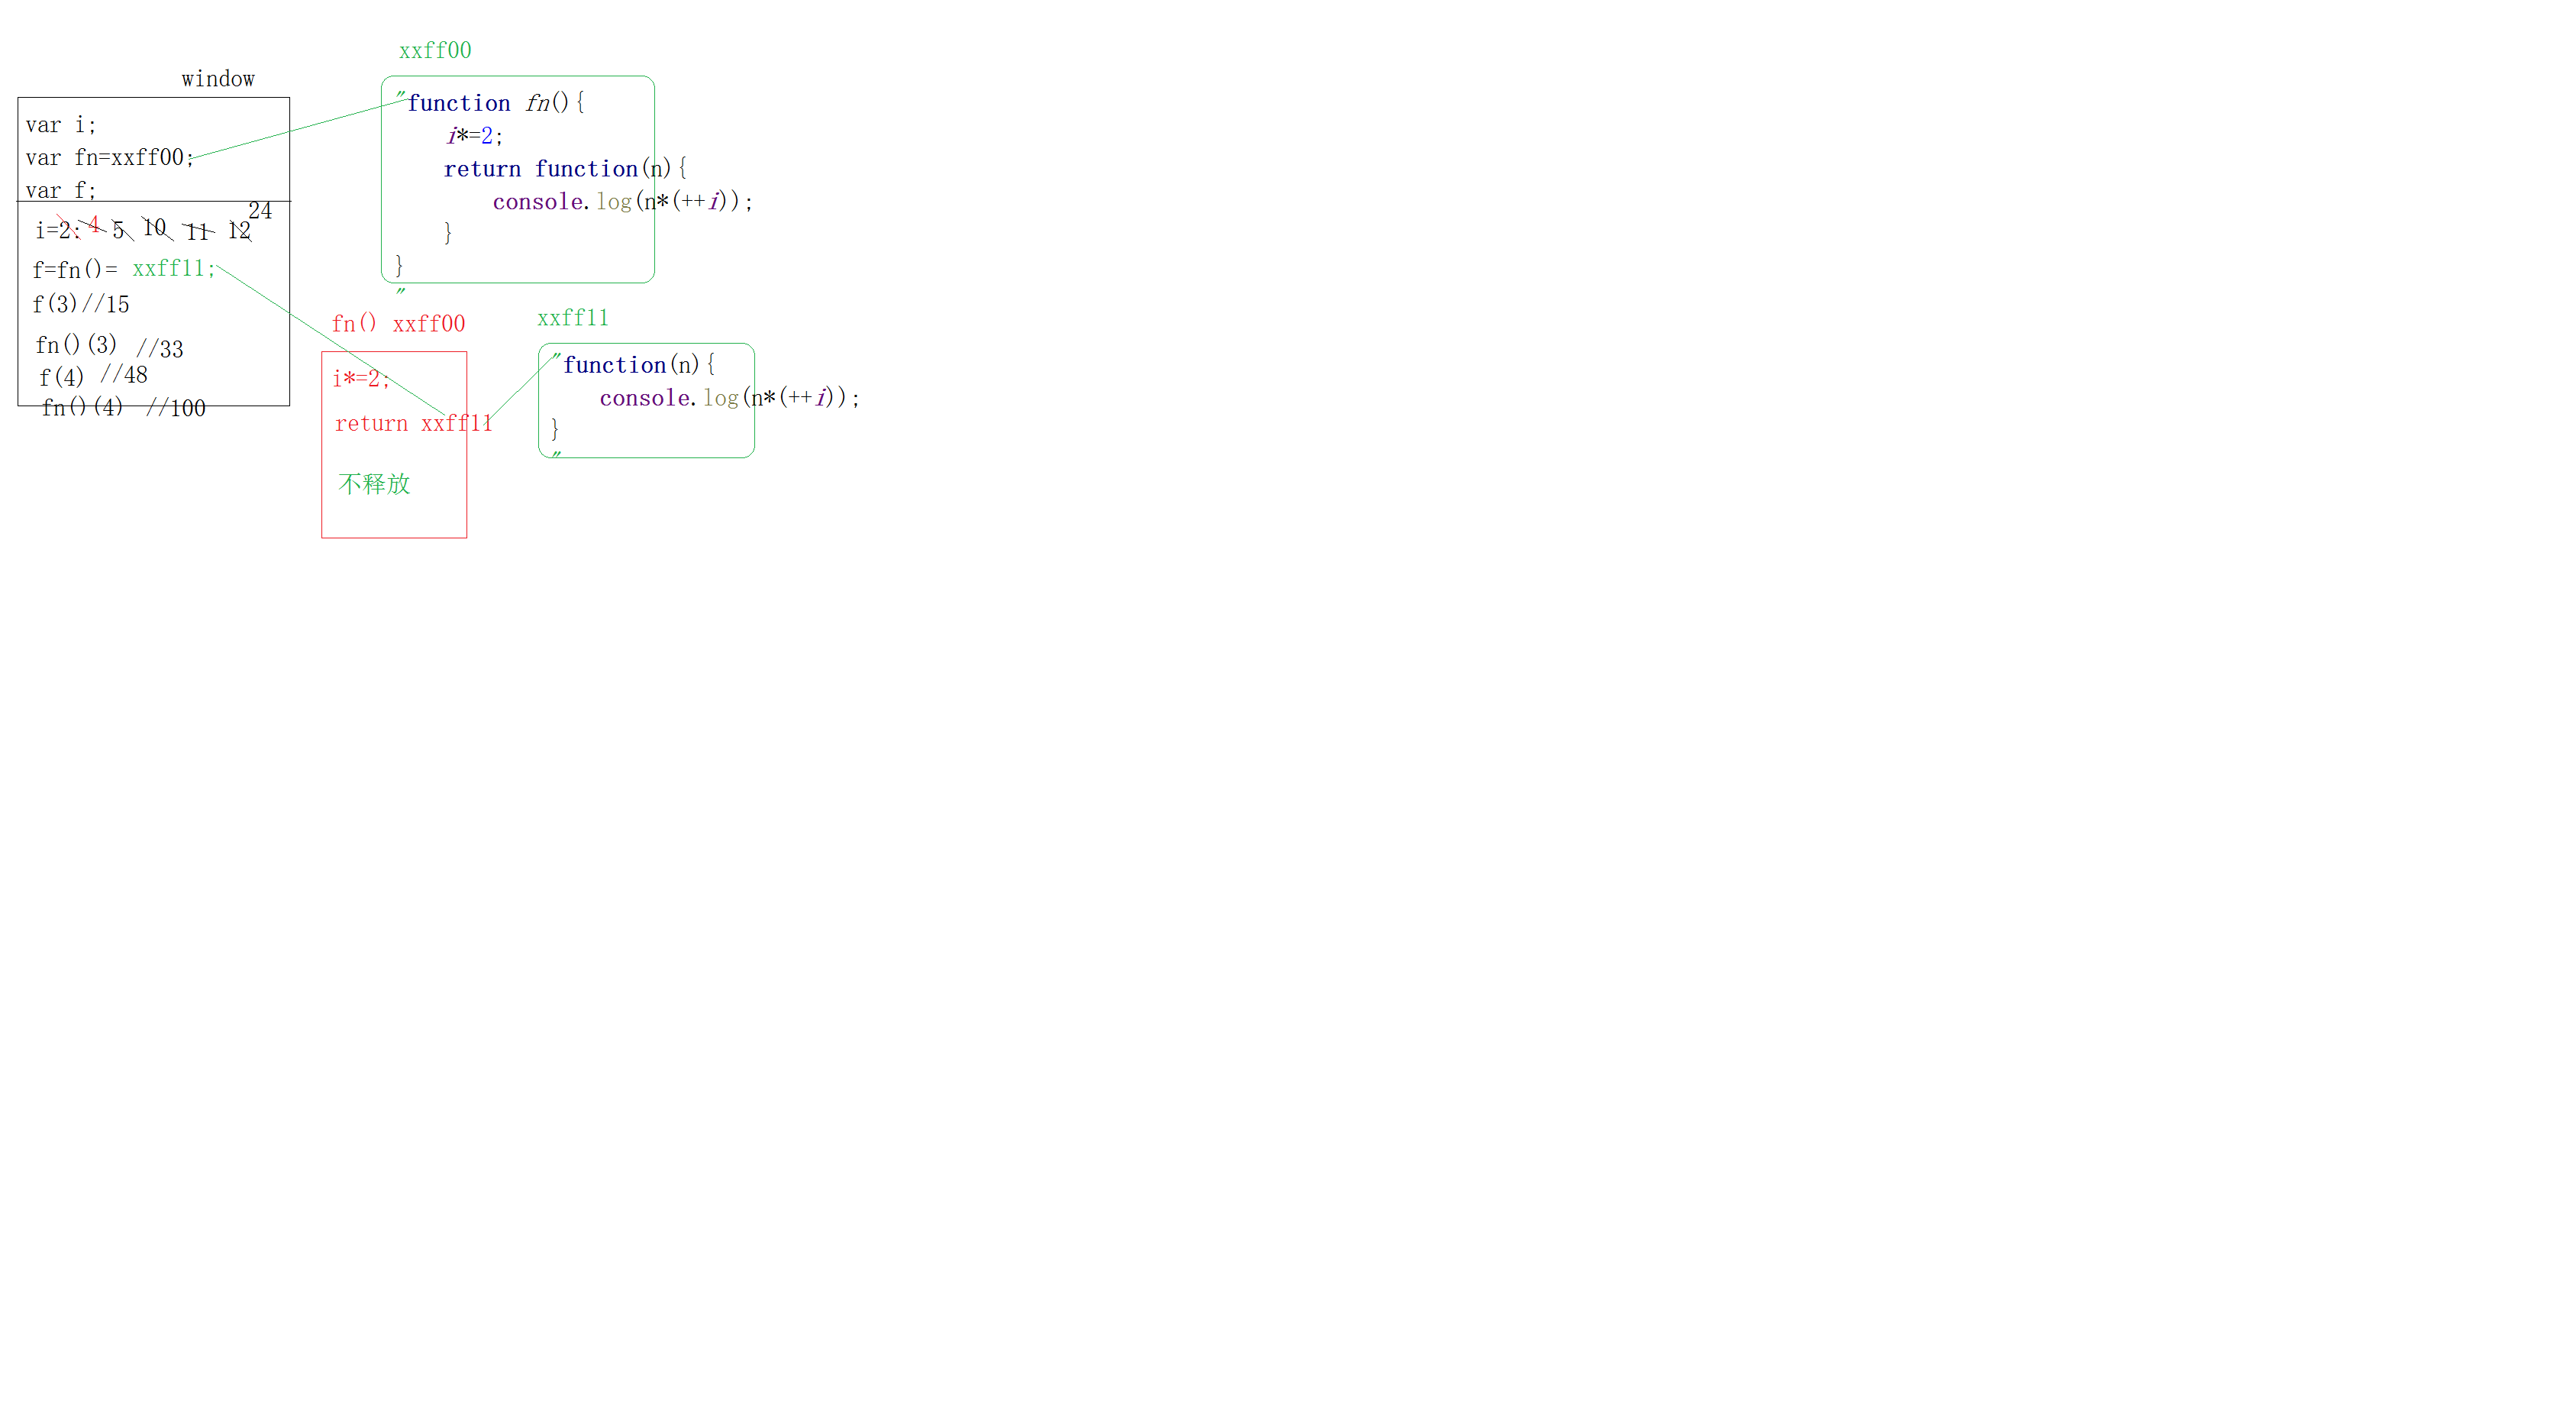 xxff00
window
var i;
var fn=xxff00;
var f;
i=2; 4 5 10 11 12 24
f=fn()= xxff11;
f(3)//15
fn()(3) //33
f(4) //48
fn()(4) //100
"function fn(){
i*=2;
return function(n){
console.log(n*(++i));
}
}
"
fn() xxff00
i*=2;
return xxff11
不释放
xxff11
"function(n){
console.log(n*(++i));
}
"